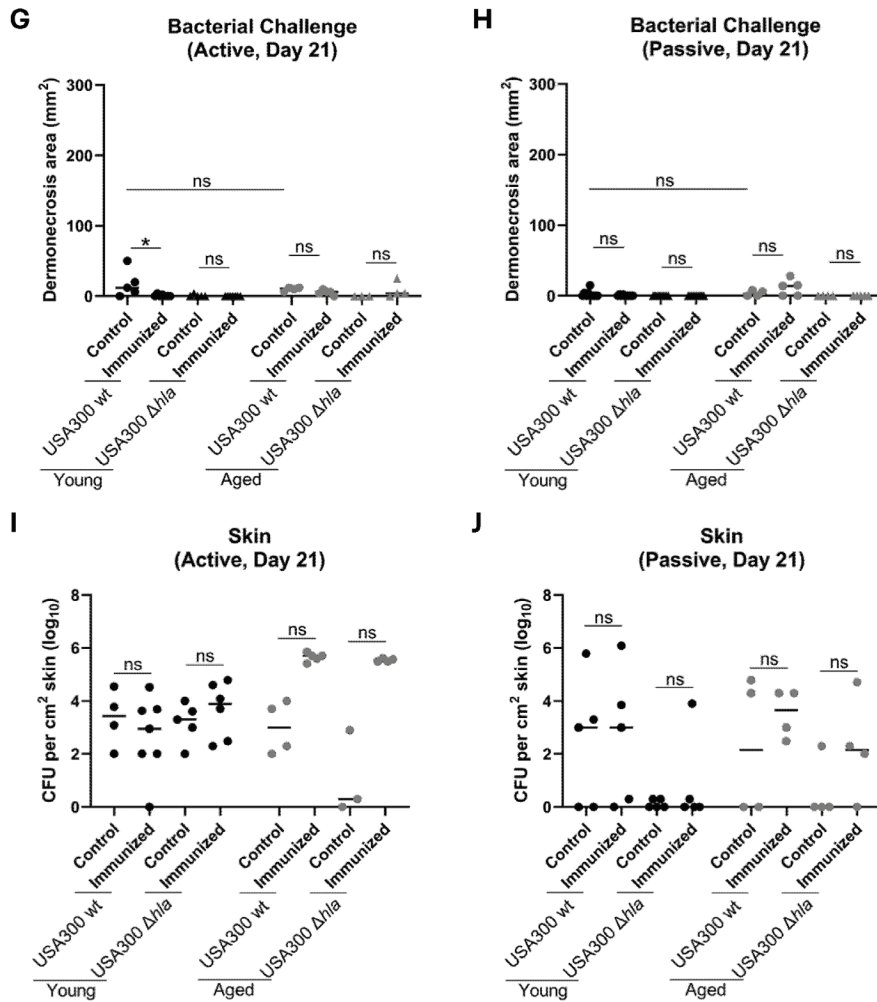 G
Bacterial Challenge
(Active, Day 21)
Dermonecrosis area (mm²)
300
200
100
0
ns
*
ns
ns
ns
Control
Immunized
Control
Immunized
Control
Immunized
Control
Immunized
USA300 wt
USA300 Δhla
USA300 wt
USA300 Δhla
Young
Aged
H
Bacterial Challenge
(Passive, Day 21)
Dermonecrosis area (mm²)
300
200
100
0
ns
ns
ns
ns
ns
Control
Immunized
Control
Immunized
Control
Immunized
Control
Immunized
USA300 wt
USA300 Δhla
USA300 wt
USA300 Δhla
Young
Aged
I
Skin
(Active, Day 21)
CFU per cm² skin (log₁₀)
8
6
4
2
0
ns
ns
ns
ns
Control
Immunized
Control
Immunized
Control
Immunized
Control
Immunized
USA300 wt
USA300 Δhla
USA300 wt
USA300 Δhla
Young
Aged
J
Skin
(Passive, Day 21)
CFU per cm² skin (log₁₀)
8
6
4
2
0
ns
ns
ns
ns
Control
Immunized
Control
Immunized
Control
Immunized
Control
Immunized
USA300 wt
USA300 Δhla
USA300 wt
USA300 Δhla
Young
Aged